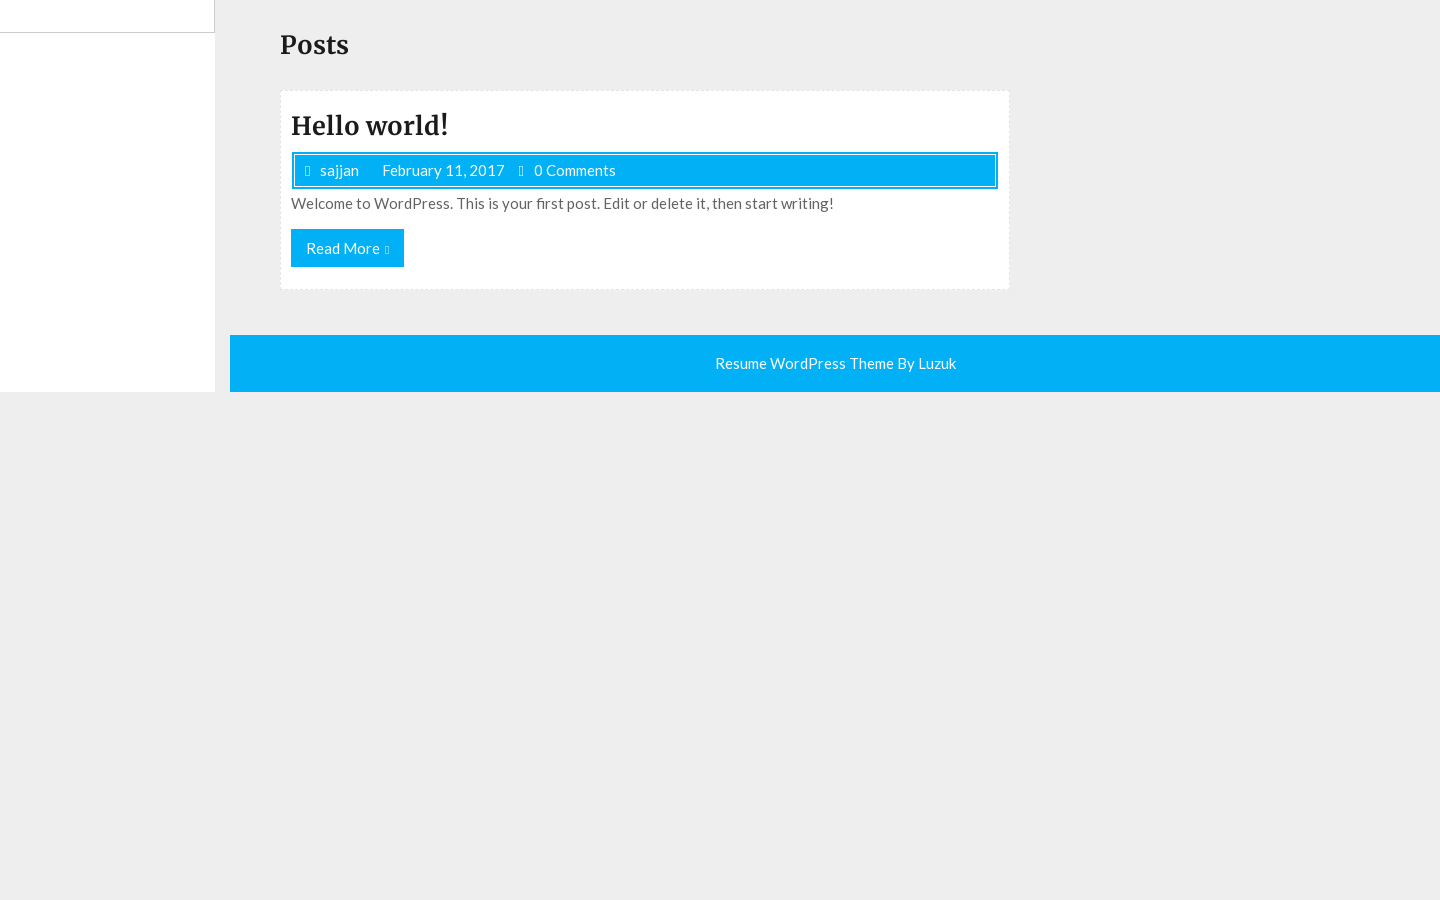 Posts
Hello world!
sajjan February 11, 2017 0 Comments
Welcome to WordPress. This is your first post. Edit or delete it, then start writing!
Read More
Resume WordPress Theme By Luzuk